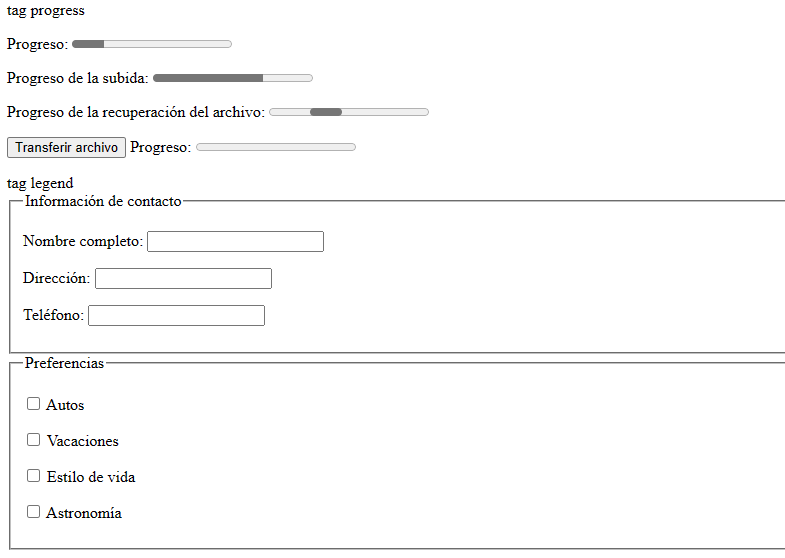 tag progress
Progreso:
Progreso de la subida:
Progreso de la recuperación del archivo:
Transferir archivo Progreso:
tag legend
Información de contacto
Nombre completo:
Dirección:
Teléfono:
Preferencias
Autos
Vacaciones
Estilo de vida
Astronomía